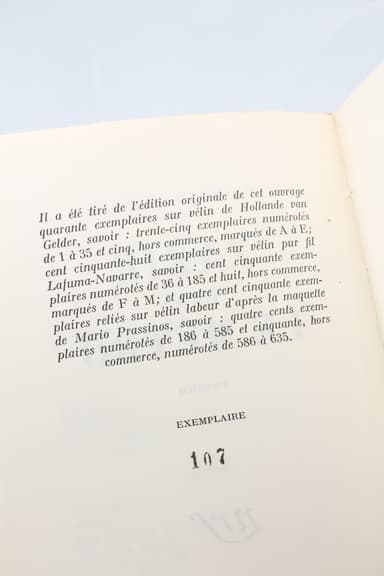 Il a été tiré de l'édition originale de cet ouvrage
quarante exemplaires sur vélin de Hollande van
Gelder, savoir : trente-cinq exemplaires numérotés
de 1 à 35 et cinq, hors commerce, marqués de A à E;
cent cinquante-huit exemplaires sur vélin pur fil
Lafuma-Navarre, savoir : cent cinquante exem-
plaires numérotés de 36 à 185 et huit, hors commerce,
marqués de F à M; et quatre cent cinquante exem-
plaires reliés sur vélin labeur d'après la maquette
de Mario Prassinos, savoir : quatre cents exem-
plaires numérotés de 186 à 585 et cinquante, hors
commerce, numérotés de 586 à 635.
EXEMPLAIRE
107